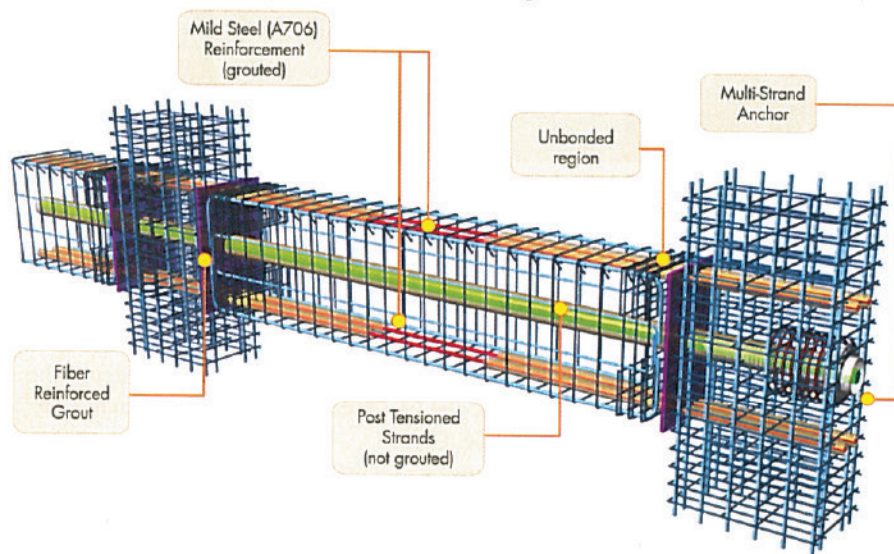 Mild Steel (A706)
Reinforcement
(grouted)
Multi-Strand
Anchor
Unbonded
region
Fiber
Reinforced
Grout
Post Tensioned
Strands
(not grouted)